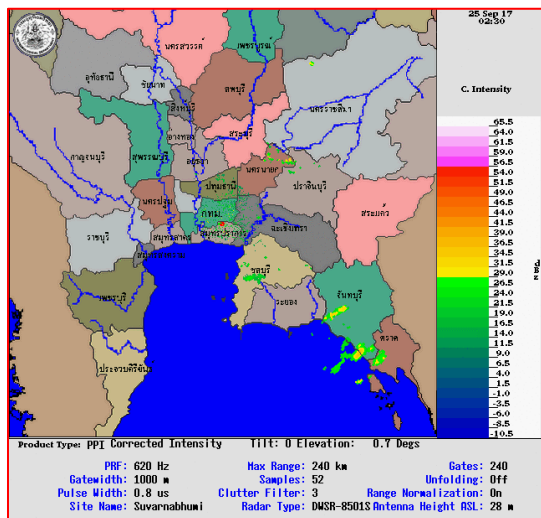 25 Sep 17
02:30
C. Intensity
65.5
64.0
61.5
59.0
56.5
54.0
51.5
49.0
46.5
44.0
41.5
39.0
36.5
34.0
31.5
29.0
26.5
24.0
21.5
19.0
16.5
14.0
11.5
9.0
6.5
4.0
1.5
-1.0
-3.5
-6.0
-8.0
-10.5
นครสวรรค์
เพชรบูรณ์
อุทัยธานี
ชัยนาท
ลพบุรี
สิงห์บุรี
นครราชสีมา
อ่างทอง
สระบุรี
กาญจนบุรี
สุพรรณบุรี
อยุธยา
นครนายก
ปราจีนบุรี
ปทุมธานี
นครปฐม
กทม.
สระแก้ว
ฉะเชิงเทรา
สมุทรปราการ
สมุทรสาคร
ราชบุรี
ชลบุรี
เพชรบุรี
ระยอง
จันทบุรี
ตราด
ประจวบคีรีขันธ์
Product Type: PPI Corrected Intensity Tilt: 0 Elevation: 0.7 Degs
PRF: 620 Hz Max Range: 240 km Gates: 240
Gatewidth: 1000 m Samples: 52 Unfolding: Off
Pulse Width: 0.8 us Clutter Filter: 3 Range Normalization: On
Site Name: Suvarnabhumi Radar Type: DWSR-8501S Antenna Height ASL: 28 m